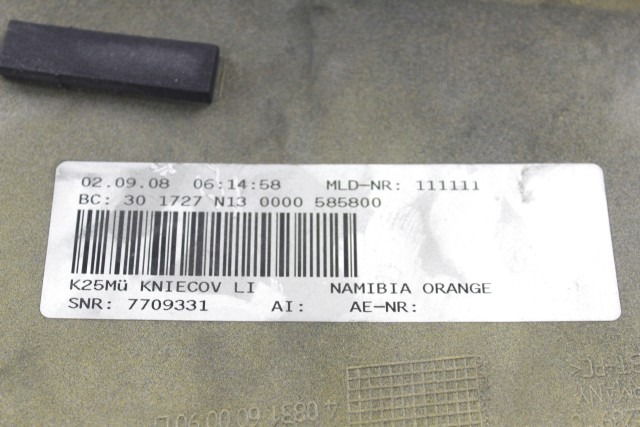 02.09.08 06:14:58 MLD-NR: 111111
BC: 30 1727 N13 0000 585800
K25Mü KNIECOV LI NAMIBIA ORANGE
SNR: 7709331 AI: AE-NR: